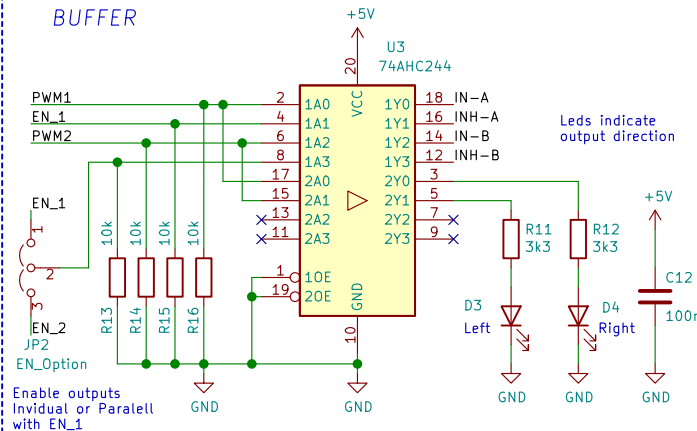 BUFFER
+5V
U3
74AHC244
20
VCC
PWM1
2
1A0
1Y0
18
IN-A
EN_1
4
1A1
1Y1
16
INH-A
PWM2
6
1A2
1Y2
14
IN-B
8
1A3
1Y3
12
INH-B
17
2A0
2Y0
3
15
2A1
2Y1
5
13
2A2
2Y2
7
11
2A3
2Y3
9
1
1OE
19
2OE
GND
10
Leds indicate
output direction
EN_1
1
2
3
EN_2
JP2
EN_Option
10k
10k
10k
10k
R13
R14
R15
R16
R11
3k3
R12
3k3
+5V
C12
100n
D3
Left
D4
Right
GND
GND
GND
GND
GND
Enable outputs
Invidual or Paralell
with EN_1